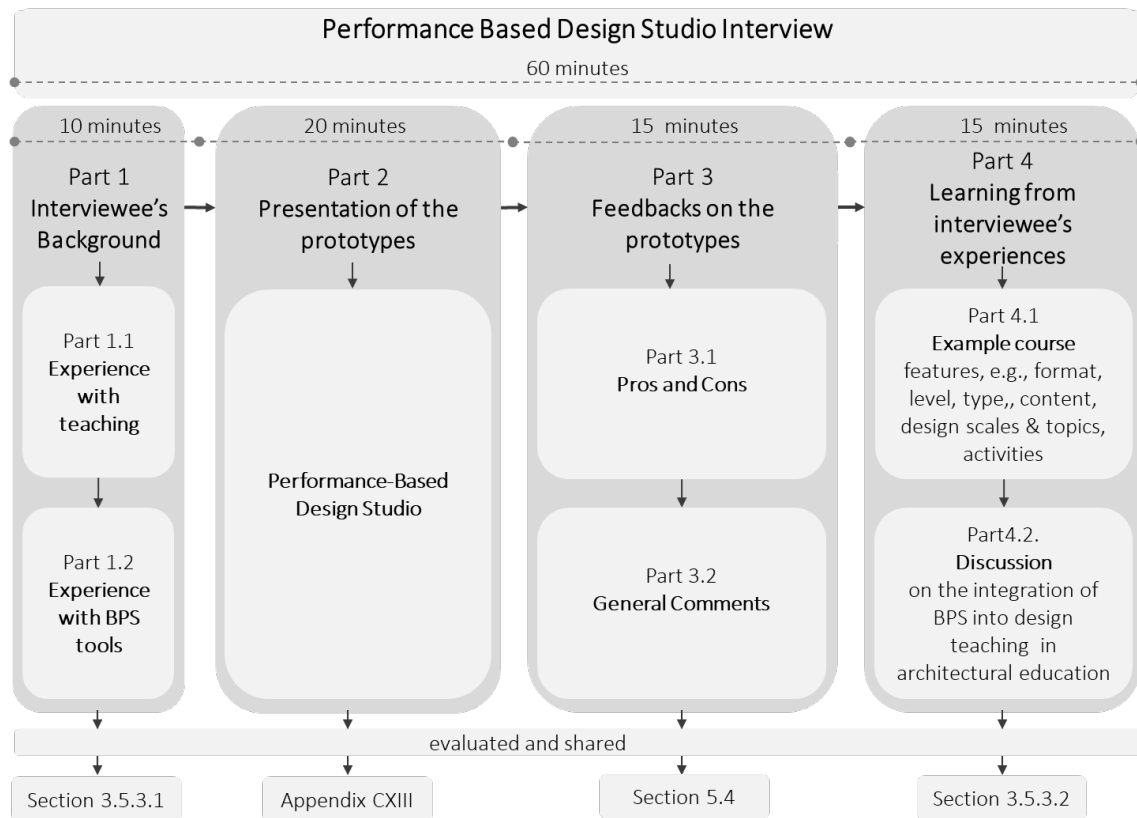 Performance Based Design Studio Interview
60 minutes
10 minutes
Part 1
Interviewee's
Background
Part 1.1
Experience
with
teaching
Part 1.2
Experience
with BPS
tools
20 minutes
Part 2
Presentation of the
prototypes
Performance-Based
Design Studio
15 minutes
Part 3
Feedbacks on the
prototypes
Part 3.1
Pros and Cons
Part 3.2
General Comments
15 minutes
Part 4
Learning from
interviewee's
experiences
Part 4.1
Example course
features, e.g., format,
level, type,, content,
design scales & topics,
activities
Part4.2.
Discussion
on the integration of
BPS into design
teaching in
architectural education
evaluated and shared
Section 3.5.3.1
Appendix CXIII
Section 5.4
Section 3.5.3.2